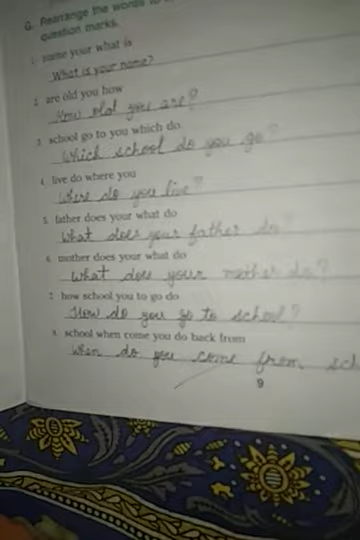 G. Rearrange the words to
question marks.
1. name your what is
What is your name?
2. are old you how
How old you are?
3. school go to you which do
Which school do you go?
4. live do where you
Where do you live?
5. father does your what do
What does your father do
6. mother does your what do
What does your mother do?
7. how school you to go do
How do you go to school?
8. school when come you do back from
When do you come from sch
9